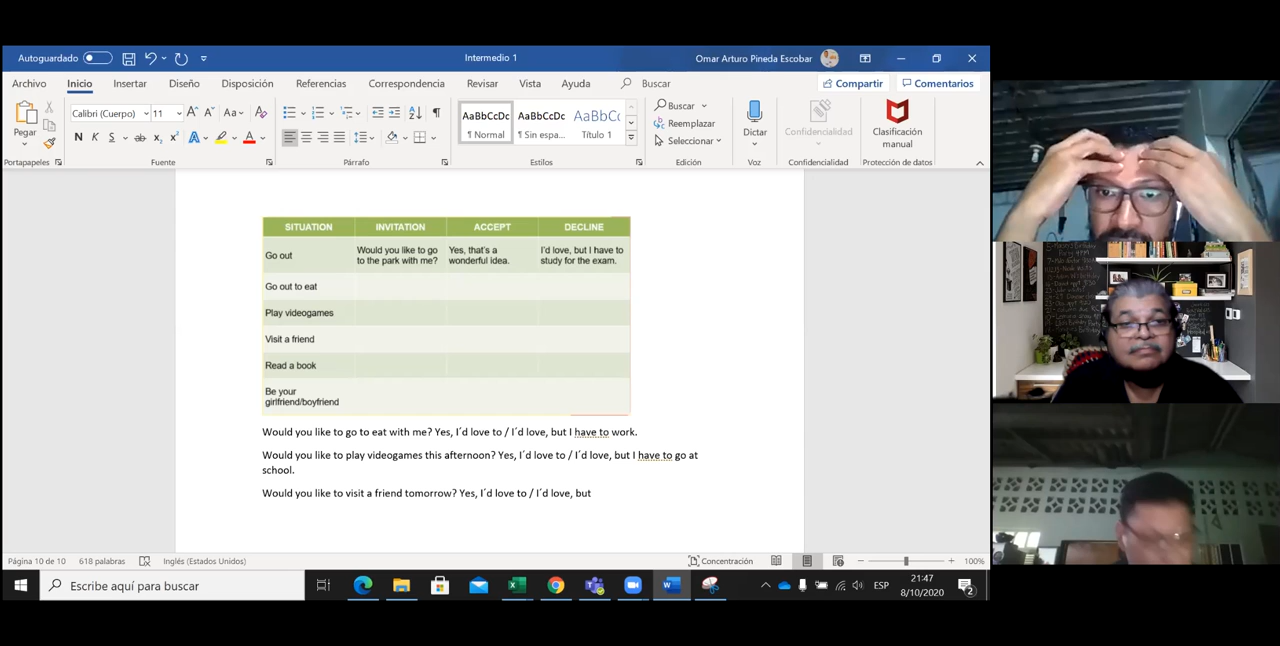 Autoguardado
Intermedio 1
Omar Arturo Pineda Escobar
Archivo Inicio Insertar Diseño Disposición Referencias Correspondencia Revisar Vista Ayuda Buscar Compartir Comentarios
Calibri (Cuerpo) 11
Pegar
N K S ab x₂ x²
Portapapeles Fuente Párrafo Estilos Edición Voz Confidencialidad Protección de datos
AaBbCcDc AaBbCcDc AaBbCc
¶ Normal ¶ Sin espa... Título 1
Buscar
Reemplazar
Seleccionar
Dictar
Confidencialidad
Clasificación
manual
SITUATION INVITATION ACCEPT DECLINE
Go out
Would you like to go
to the park with me?
Yes, that's a
wonderful idea.
I'd love, but I have to
study for the exam.
Go out to eat
Play videogames
Visit a friend
Read a book
Be your
girlfriend/boyfriend
Would you like to go to eat with me? Yes, I´d love to / I´d love, but I have to work.
Would you like to play videogames this afternoon? Yes, I´d love to / I´d love, but I have to go at
school.
Would you like to visit a friend tomorrow? Yes, I´d love to / I´d love, but
Página 10 de 10 618 palabras Inglés (Estados Unidos) Concentración 100%
Escribe aquí para buscar
ESP
21:47
8/10/2020
2